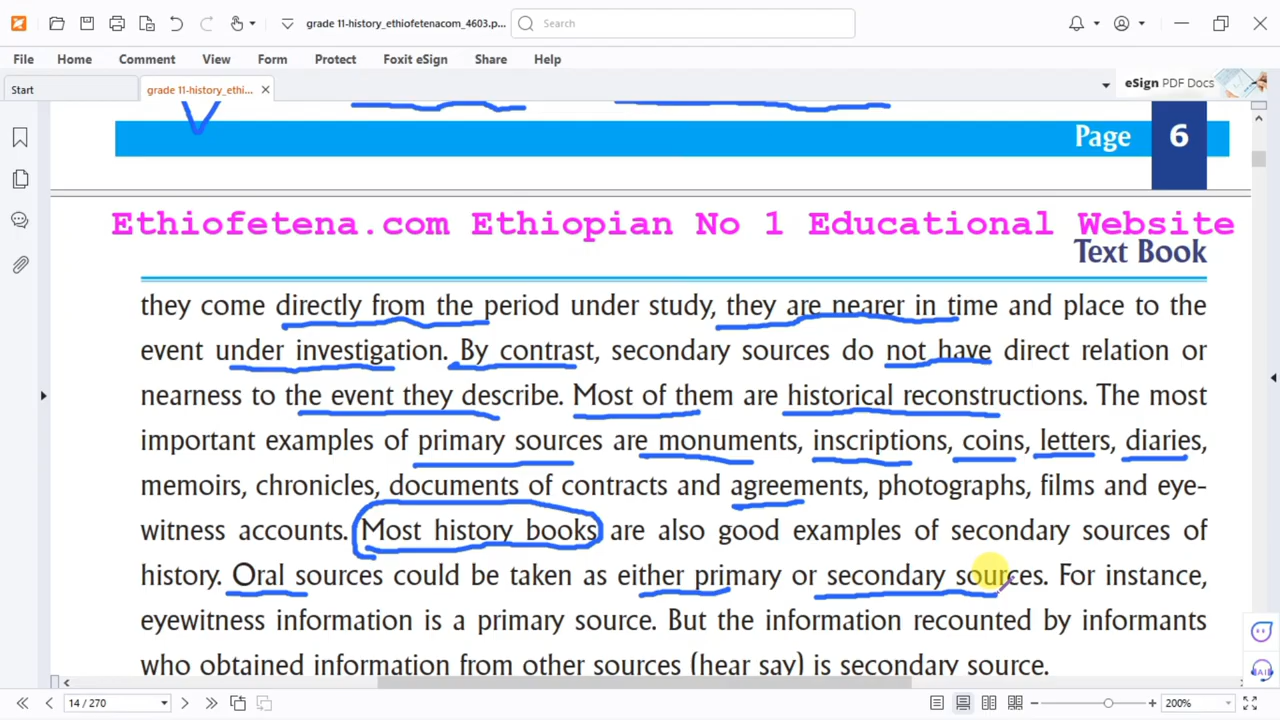 grade 11-history_ethiofetenacom_4603.p...
Search
File Home Comment View Form Protect Foxit eSign Share Help
Start
grade 11-history_ethi...
eSign PDF Docs
Page 6
Ethiofetena.com Ethiopian No 1 Educational Website
Text Book
they come directly from the period under study, they are nearer in time and place to the
event under investigation. By contrast, secondary sources do not have direct relation or
nearness to the event they describe. Most of them are historical reconstructions. The most
important examples of primary sources are monuments, inscriptions, coins, letters, diaries,
memoirs, chronicles, documents of contracts and agreements, photographs, films and eye-
witness accounts. Most history books are also good examples of secondary sources of
history. Oral sources could be taken as either primary or secondary sources. For instance,
eyewitness information is a primary source. But the information recounted by informants
who obtained information from other sources (hear say) is secondary source.
14 / 270
200%